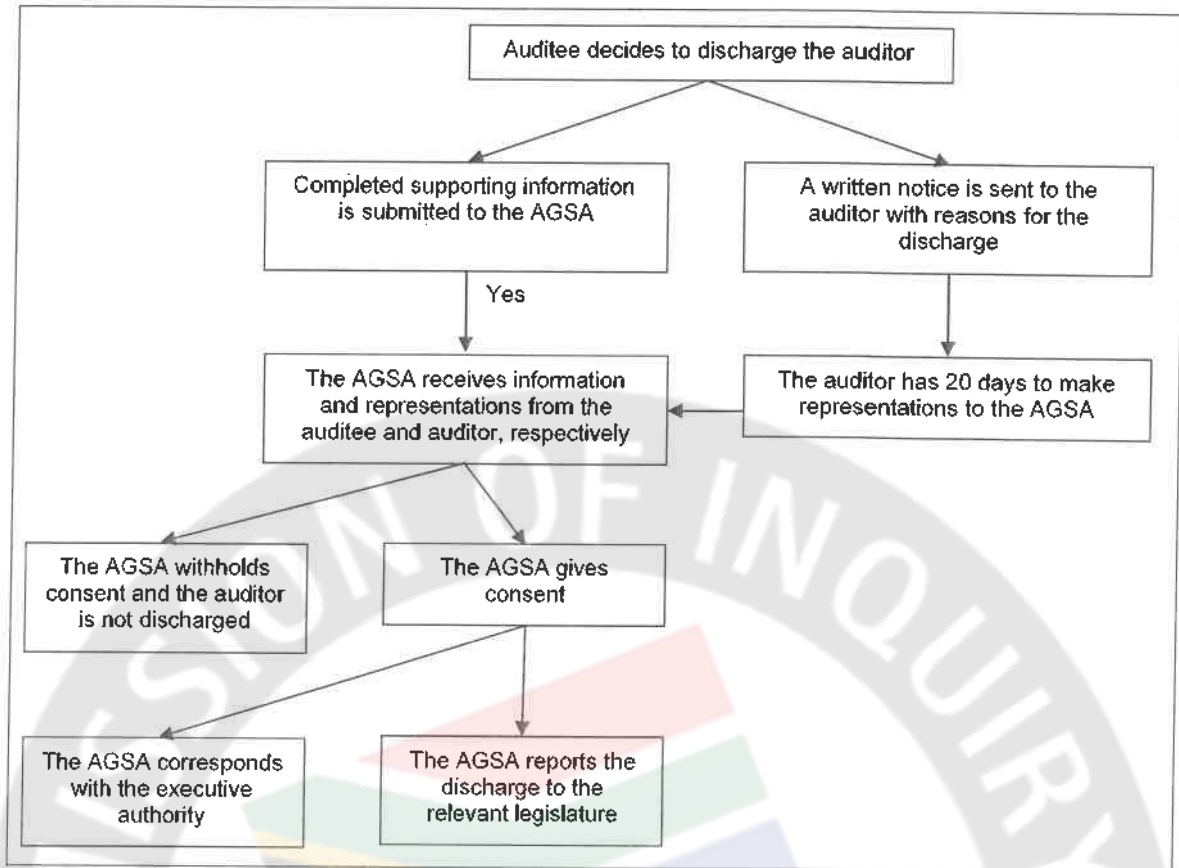 Auditee decides to discharge the auditor
Completed supporting information
is submitted to the AGSA
A written notice is sent to the
auditor with reasons for the
discharge
Yes
The AGSA receives information
and representations from the
auditee and auditor, respectively
The auditor has 20 days to make
representations to the AGSA
The AGSA withholds
consent and the auditor
is not discharged
The AGSA gives
consent
The AGSA corresponds
with the executive
authority
The AGSA reports the
discharge to the
relevant legislature
SSION OF INQUIRY